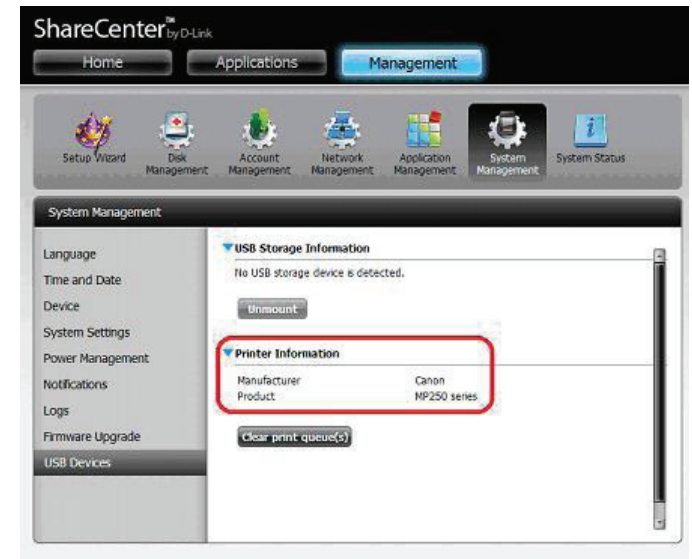 ShareCenter™ by D-Link
Home Applications Management
Setup Wizard
Disk Management
Account Management
Network Management
Application Management
System Management
System Status
System Management
Language
Time and Date
Device
System Settings
Power Management
Notifications
Logs
Firmware Upgrade
USB Devices
USB Storage Information
No USB storage device is detected.
Unmount
Printer Information
Manufacturer Canon
Product MP250 series
Clear print queue(s)